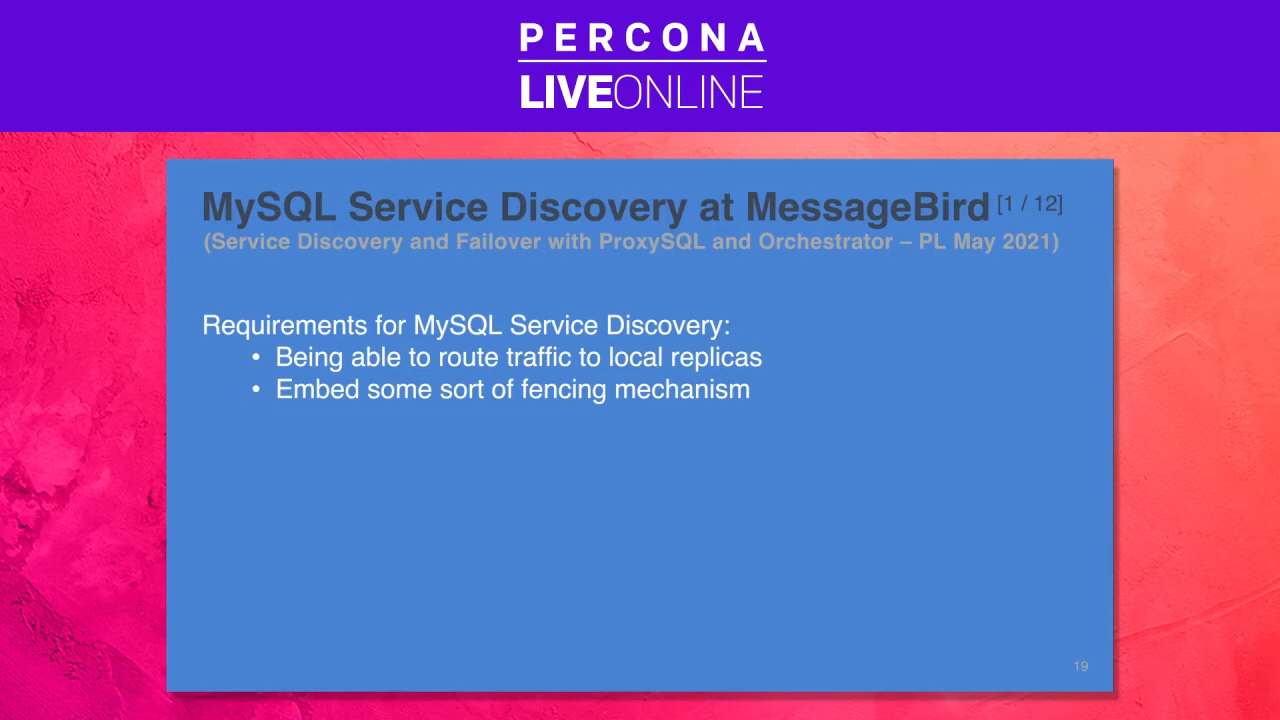 PERCONA
LIVEONLINE
MySQL Service Discovery at MessageBird [1 / 12]
(Service Discovery and Failover with ProxySQL and Orchestrator – PL May 2021)
Requirements for MySQL Service Discovery:
• Being able to route traffic to local replicas
• Embed some sort of fencing mechanism
19